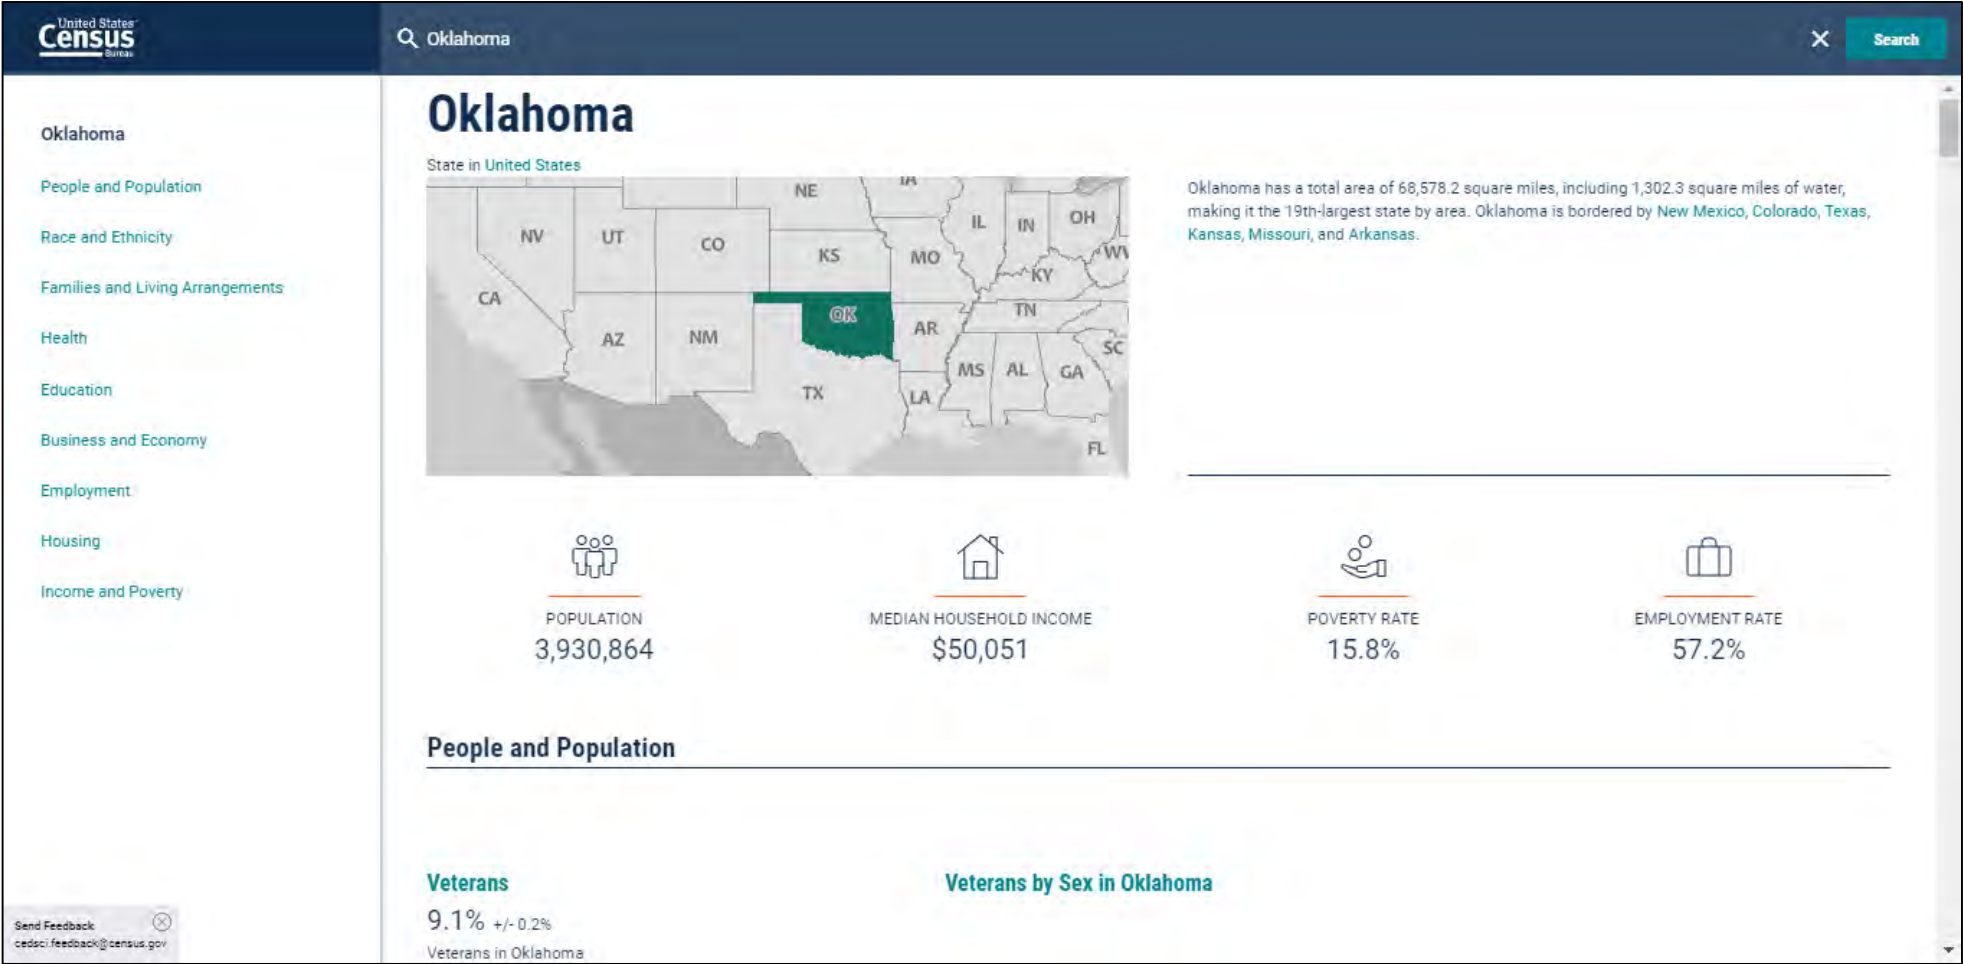 United States
Census
Bureau
Oklahoma
Search
Oklahoma
People and Population
Race and Ethnicity
Families and Living Arrangements
Health
Education
Business and Economy
Employment
Housing
Income and Poverty
Send Feedback
cedsci.feedback@census.gov
Oklahoma
State in United States
NE
IA
NV
UT
CO
KS
MO
IL
IN
OH
WV
KY
CA
AZ
NM
OK
AR
TN
SC
TX
LA
MS
AL
GA
FL
Oklahoma has a total area of 68,578.2 square miles, including 1,302.3 square miles of water,
making it the 19th-largest state by area. Oklahoma is bordered by New Mexico, Colorado, Texas,
Kansas, Missouri, and Arkansas.
POPULATION
3,930,864
MEDIAN HOUSEHOLD INCOME
$50,051
POVERTY RATE
15.8%
EMPLOYMENT RATE
57.2%
People and Population
Veterans
9.1% +/- 0.2%
Veterans in Oklahoma
Veterans by Sex in Oklahoma